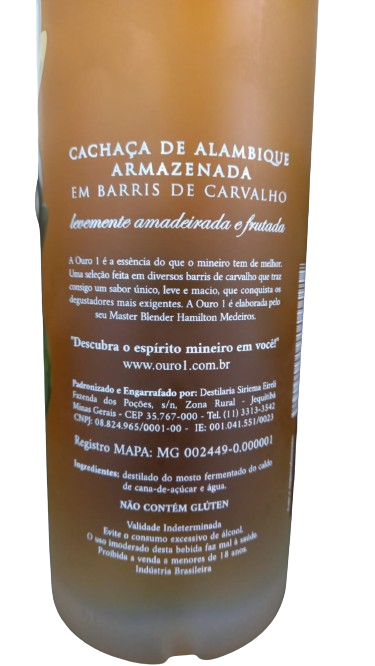 CACHAÇA DE ALAMBIQUE
ARMAZENADA
EM BARRIS DE CARVALHO
levemente amadeirada e frutada
A Ouro 1 é a essência do que o mineiro tem de melhor.
Uma seleção feita em diversos barris de carvalho que traz
consigo um sabor único, leve e macio, que conquista os
degustadores mais exigentes. A Ouro 1 é elaborada pelo
seu Master Blender Hamilton Medeiros.
"Descubra o espírito mineiro em você!"
www.ouro1.com.br
Padronizado e Engarrafado por: Destilaria Siriema Eireli
Fazenda dos Poções, s/n, Zona Rural - Jequitibá
Minas Gerais - CEP 35.767-000 - Tel. (11) 3313-3542
CNPJ: 08.824.965/0001-00 - IE: 001.041.551/0023
Registro MAPA: MG 002449-0.000001
Ingredientes: destilado do mosto fermentado do caldo
de cana-de-açúcar e água.
NÃO CONTÉM GLÚTEN
Validade Indeterminada
Evite o consumo excessivo de álcool.
O uso imoderado desta bebida faz mal à saúde.
Proibida a venda a menores de 18 anos.
Indústria Brasileira